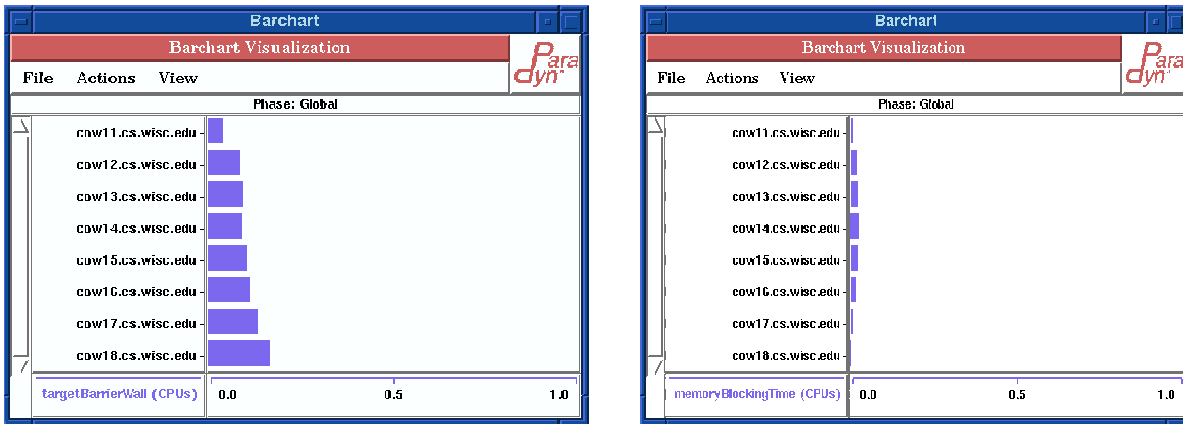 Barchart
Barchart Visualization
Para
dyn™
File Actions View
Phase: Global
cow11.cs.wisc.edu
cow12.cs.wisc.edu
cow13.cs.wisc.edu
cow14.cs.wisc.edu
cow15.cs.wisc.edu
cow16.cs.wisc.edu
cow17.cs.wisc.edu
cow18.cs.wisc.edu
targetBarrierWall (CPUs) 0.0 0.5 1.0
Barchart
Barchart Visualization
Para
dyn™
File Actions View
Phase: Global
cow11.cs.wisc.edu
cow12.cs.wisc.edu
cow13.cs.wisc.edu
cow14.cs.wisc.edu
cow15.cs.wisc.edu
cow16.cs.wisc.edu
cow17.cs.wisc.edu
cow18.cs.wisc.edu
memoryBlockingTime (CPUs) 0.0 0.5 1.0